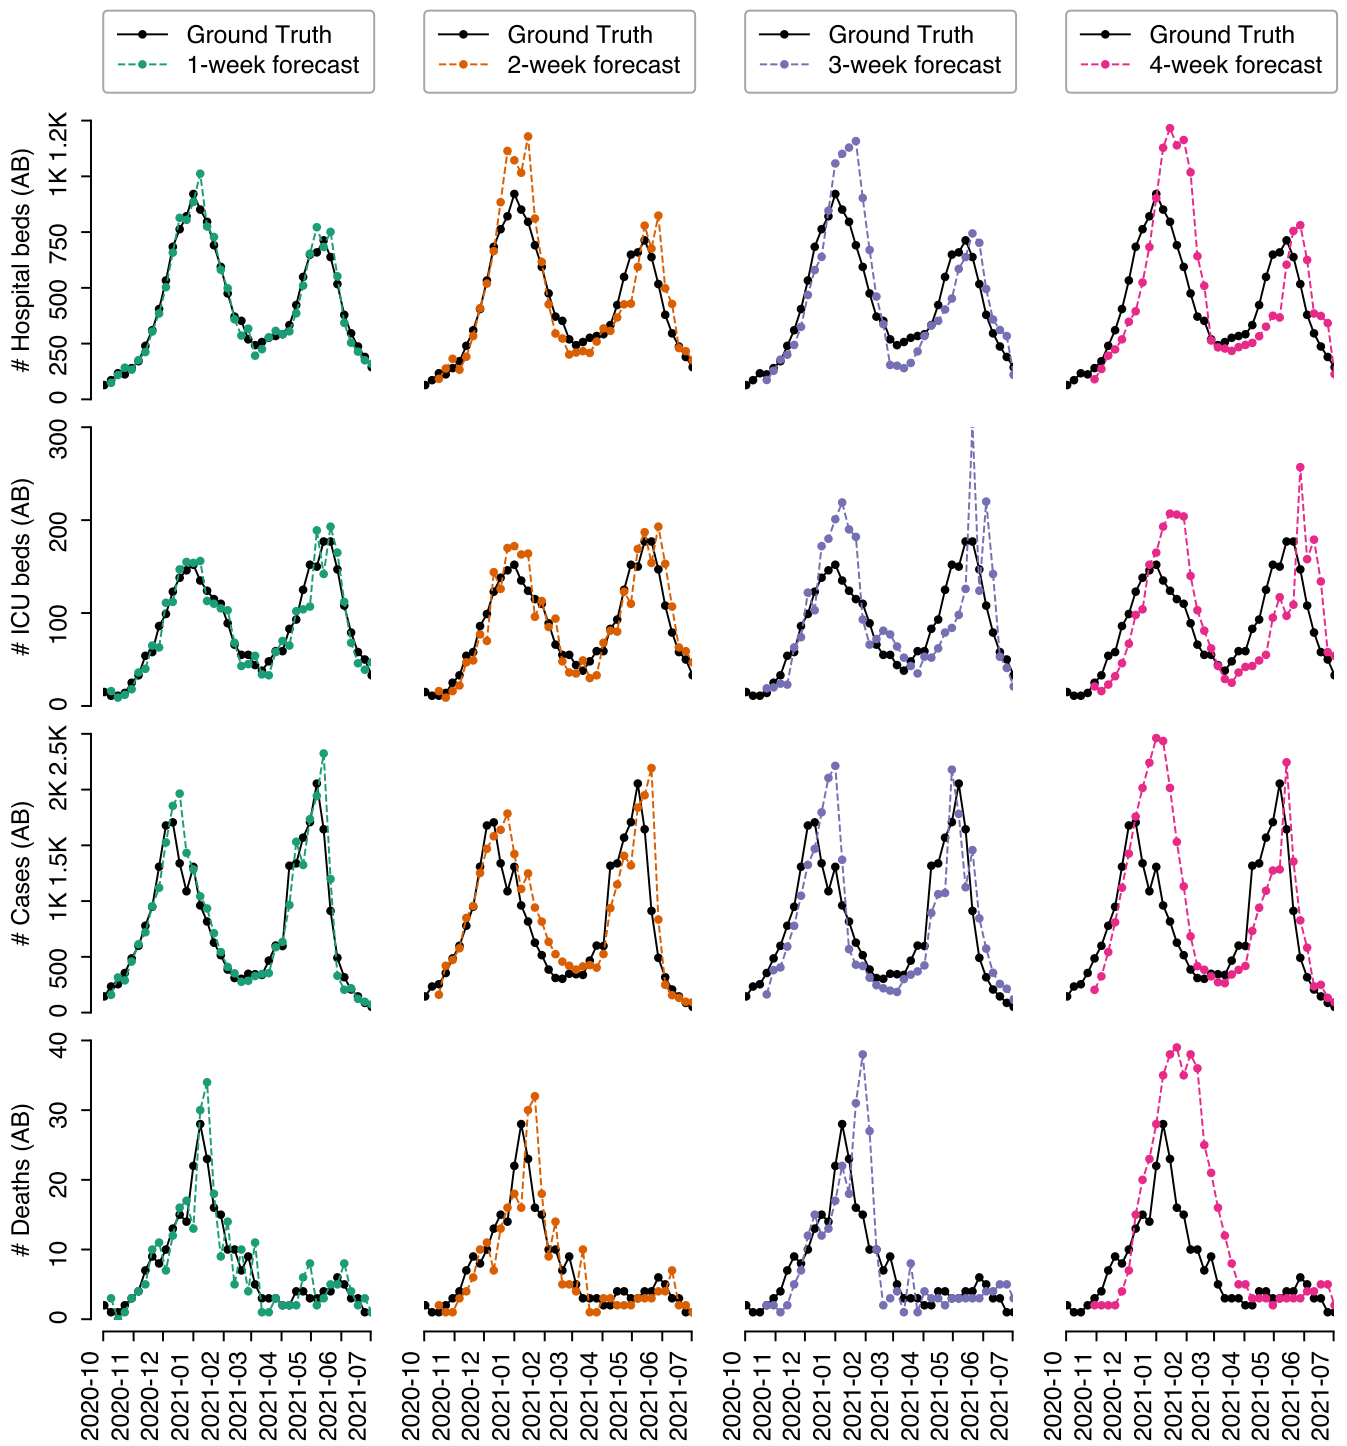 Ground Truth
1-week forecast
Ground Truth
2-week forecast
Ground Truth
3-week forecast
Ground Truth
4-week forecast
# Hospital beds (AB)
0 250 500 750 1K 1.2K
# ICU beds (AB)
0 100 200 300
# Cases (AB)
0 500 1K 1.5K 2K 2.5K
# Deaths (AB)
0 10 20 30 40
2020-10 2020-11 2020-12 2021-01 2021-02 2021-03 2021-04 2021-05 2021-06 2021-07
2020-10 2020-11 2020-12 2021-01 2021-02 2021-03 2021-04 2021-05 2021-06 2021-07
2020-10 2020-11 2020-12 2021-01 2021-02 2021-03 2021-04 2021-05 2021-06 2021-07
2020-10 2020-11 2020-12 2021-01 2021-02 2021-03 2021-04 2021-05 2021-06 2021-07